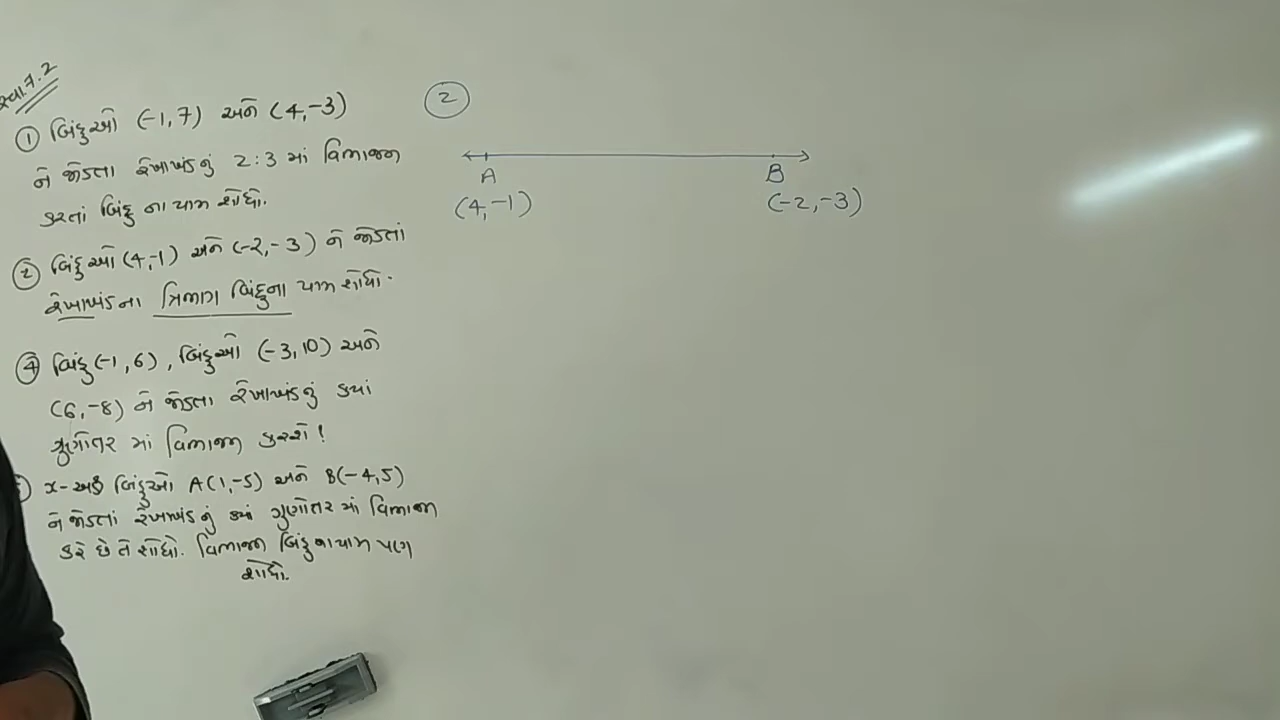 સ્વા.7.2
① બિંદુઓ (-1,7) અને (4,-3)
ને જોડતા રેખાખંડનું 2:3 માં વિભાજન
કરતાં બિંદુ ના યામ શોધો.
② બિંદુઓ (4,-1) અને (-2,-3) ને જોડતાં
રેખાખંડના ત્રિભાગ બિંદુના યામ શોધો.
④ બિંદુ (-1,6), બિંદુઓ (-3,10) અને
(6,-8) ને જોડતા રેખાખંડનું કયાં
ગુણોતર માં વિભાજન કરશે!
x-અક્ષ બિંદુઓ A(1,-5) અને B(-4,5)
ને જોડતાં રેખાખંડનું કયાં ગુણોતર માં વિભાજન
કરે છે તે શોધો. વિભાજન બિંદુના યામ પણ
શોધો.
②
A B
(4,-1) (-2,-3)